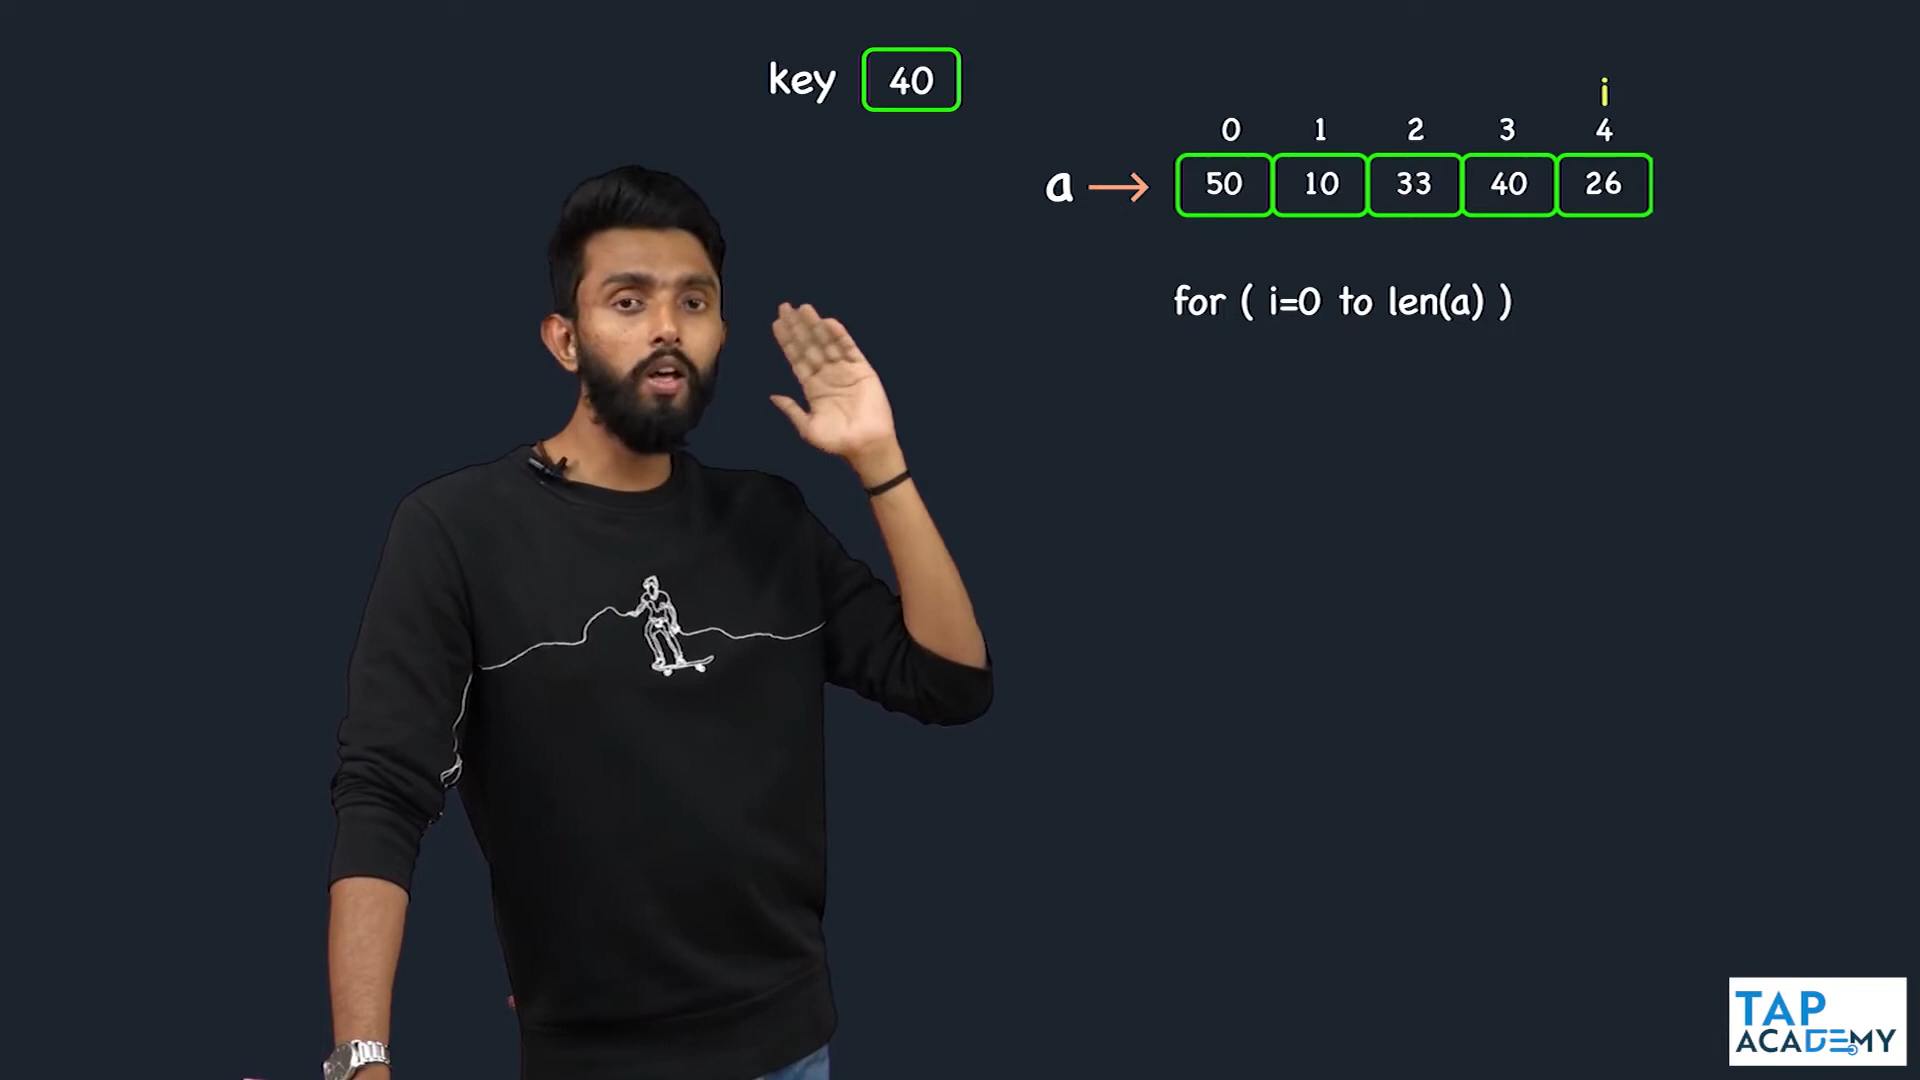 key 40
i
0 1 2 3 4
a → 50 10 33 40 26
for ( i=0 to len(a) )
TAP
ACADEMY